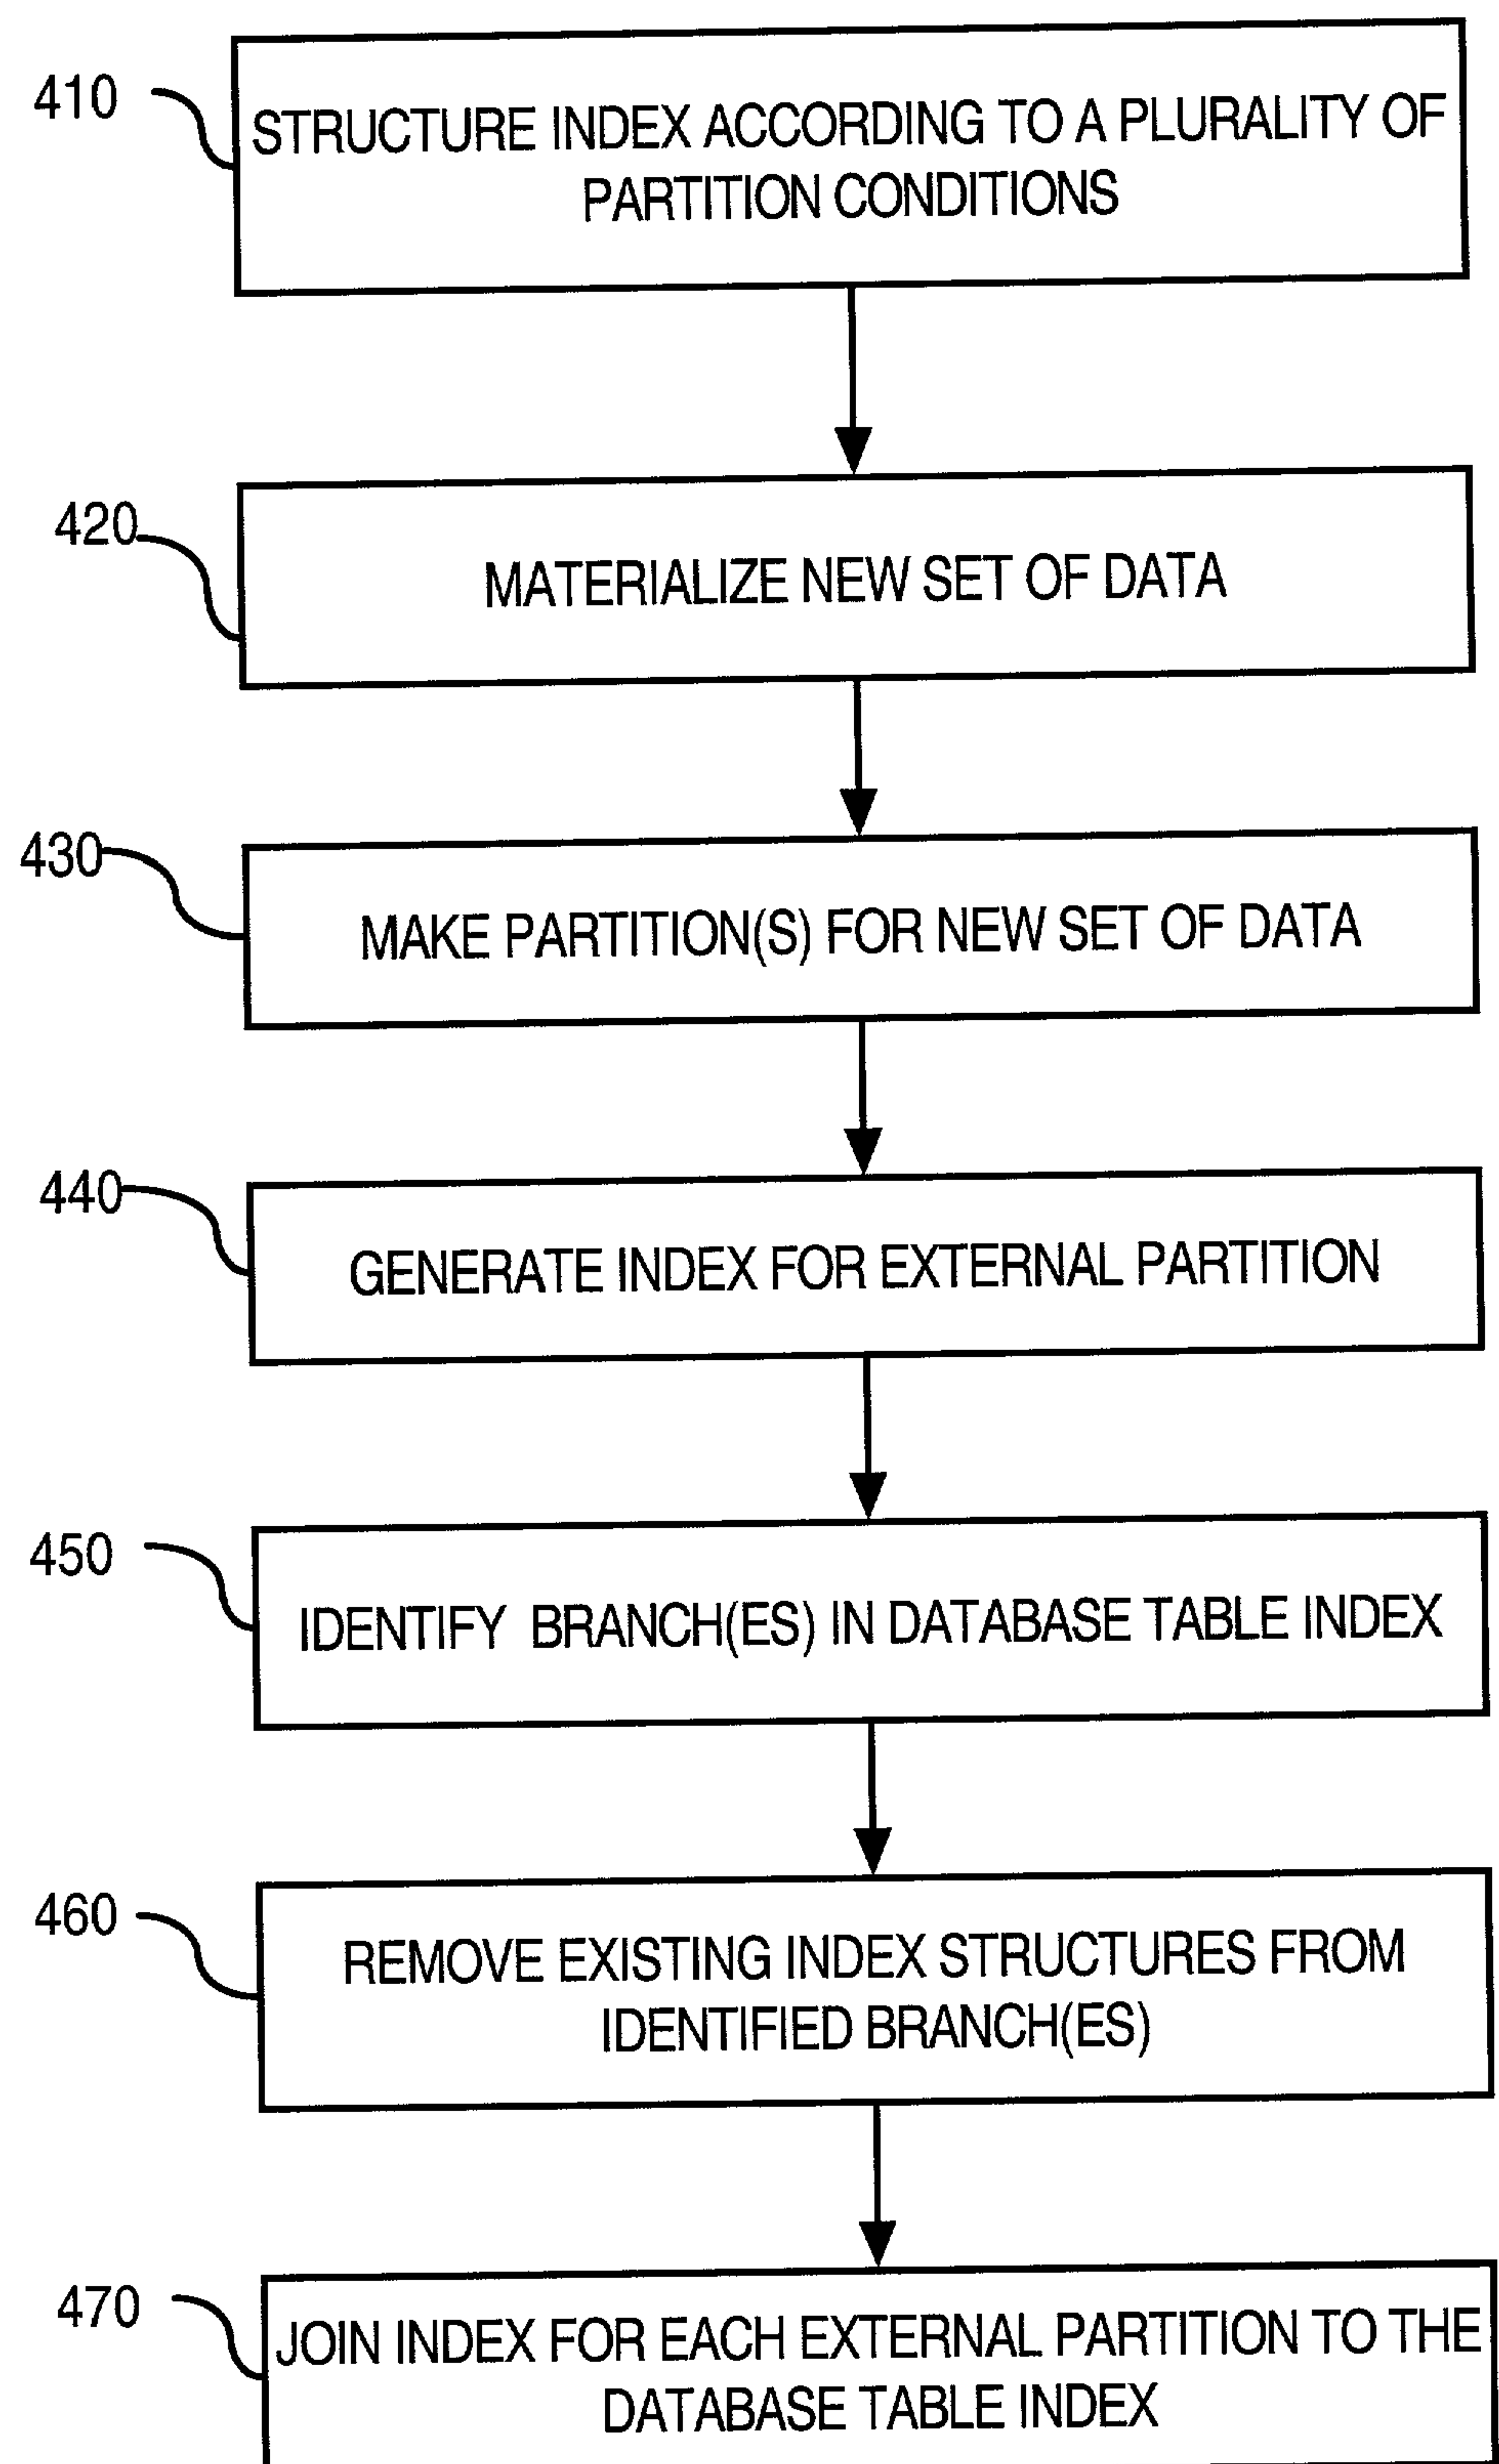 410
STRUCTURE INDEX ACCORDING TO A PLURALITY OF
PARTITION CONDITIONS
420
MATERIALIZE NEW SET OF DATA
430
MAKE PARTITION(S) FOR NEW SET OF DATA
440
GENERATE INDEX FOR EXTERNAL PARTITION
450
IDENTIFY BRANCH(ES) IN DATABASE TABLE INDEX
460
REMOVE EXISTING INDEX STRUCTURES FROM
IDENTIFIED BRANCH(ES)
470
JOIN INDEX FOR EACH EXTERNAL PARTITION TO THE
DATABASE TABLE INDEX